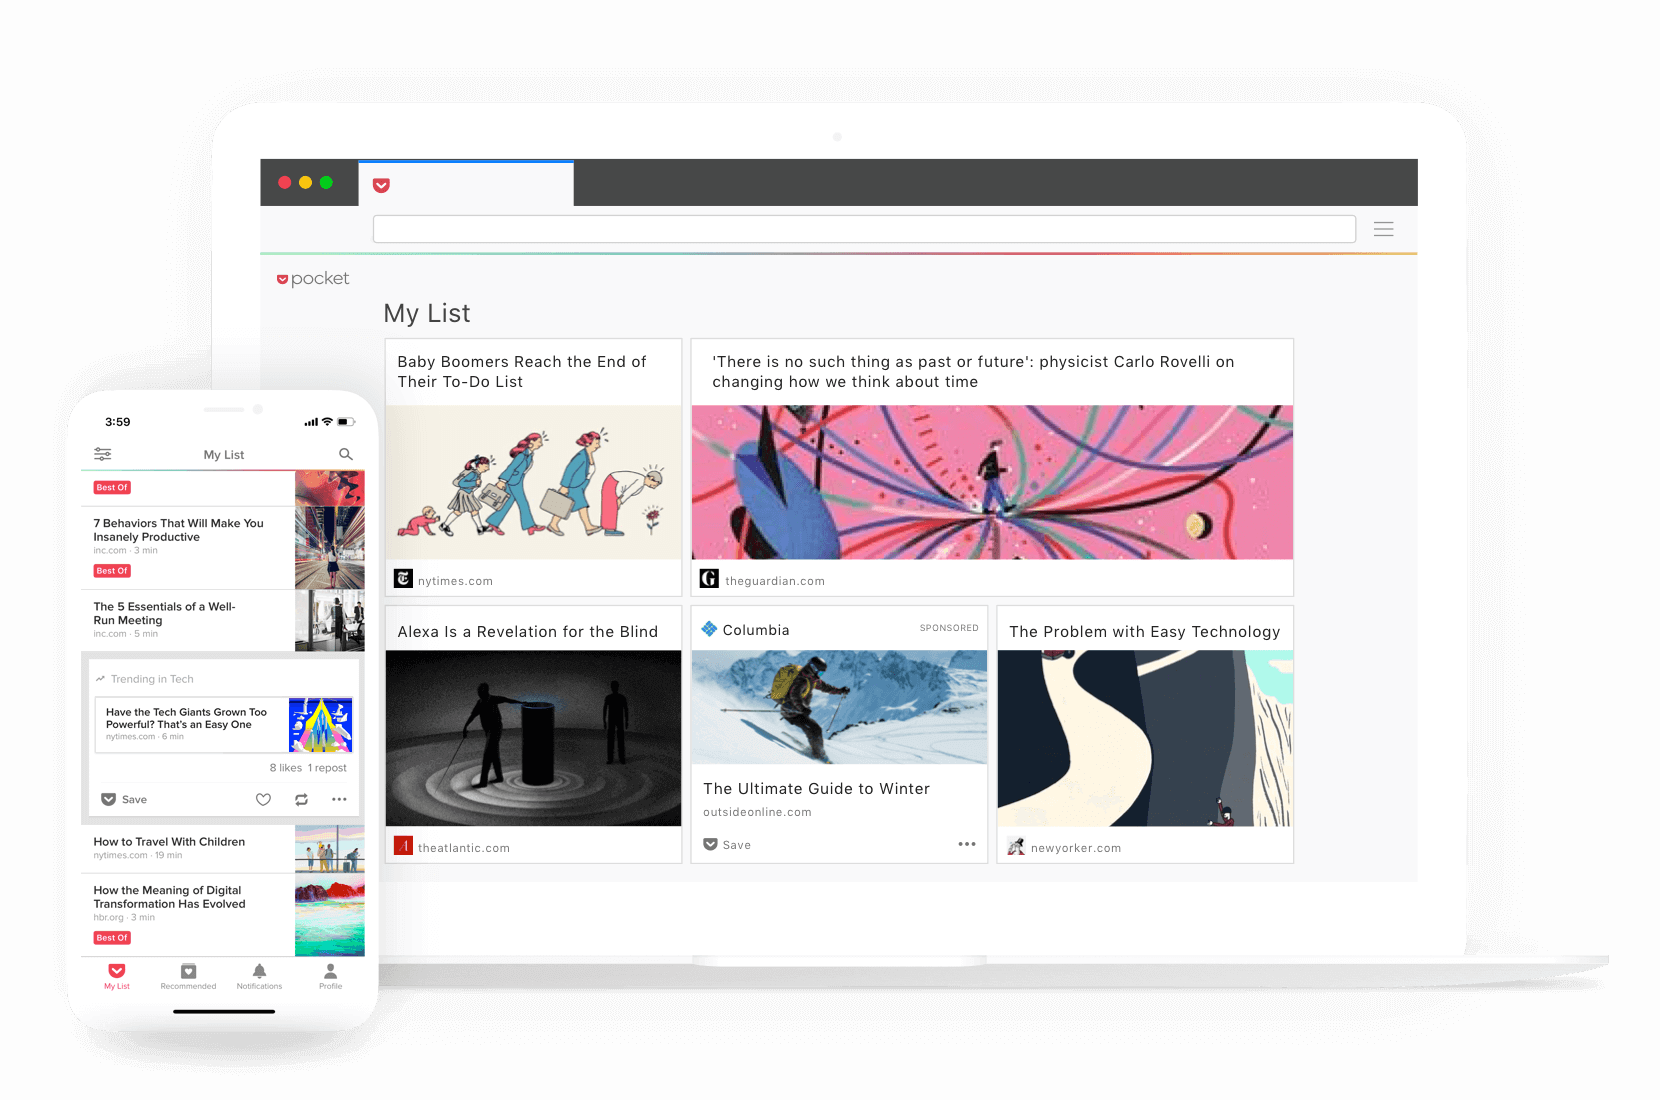 pocket
My List
Baby Boomers Reach the End of
Their To-Do List
nytimes.com
'There is no such thing as past or future': physicist Carlo Rovelli on
changing how we think about time
theguardian.com
Alexa Is a Revelation for the Blind
theatlantic.com
Columbia
SPONSORED
The Ultimate Guide to Winter
outsideonline.com
Save
The Problem with Easy Technology
newyorker.com
3:59
My List
Best Of
7 Behaviors That Will Make You
Insanely Productive
inc.com · 3 min
Best Of
The 5 Essentials of a Well-
Run Meeting
inc.com · 5 min
Trending in Tech
Have the Tech Giants Grown Too
Powerful? That's an Easy One
nytimes.com · 6 min
8 likes 1 repost
Save
How to Travel With Children
nytimes.com · 19 min
How the Meaning of Digital
Transformation Has Evolved
hbr.org · 3 min
Best Of
My List
Recommended
Notifications
Profile